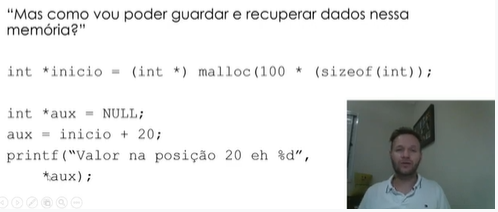 “Mas como vou poder guardar e recuperar dados nessa
memória?”
int *inicio = (int *) malloc(100 * (sizeof(int));
int *aux = NULL;
aux = inicio + 20;
printf(“Valor na posição 20 eh %d”,
*aux);